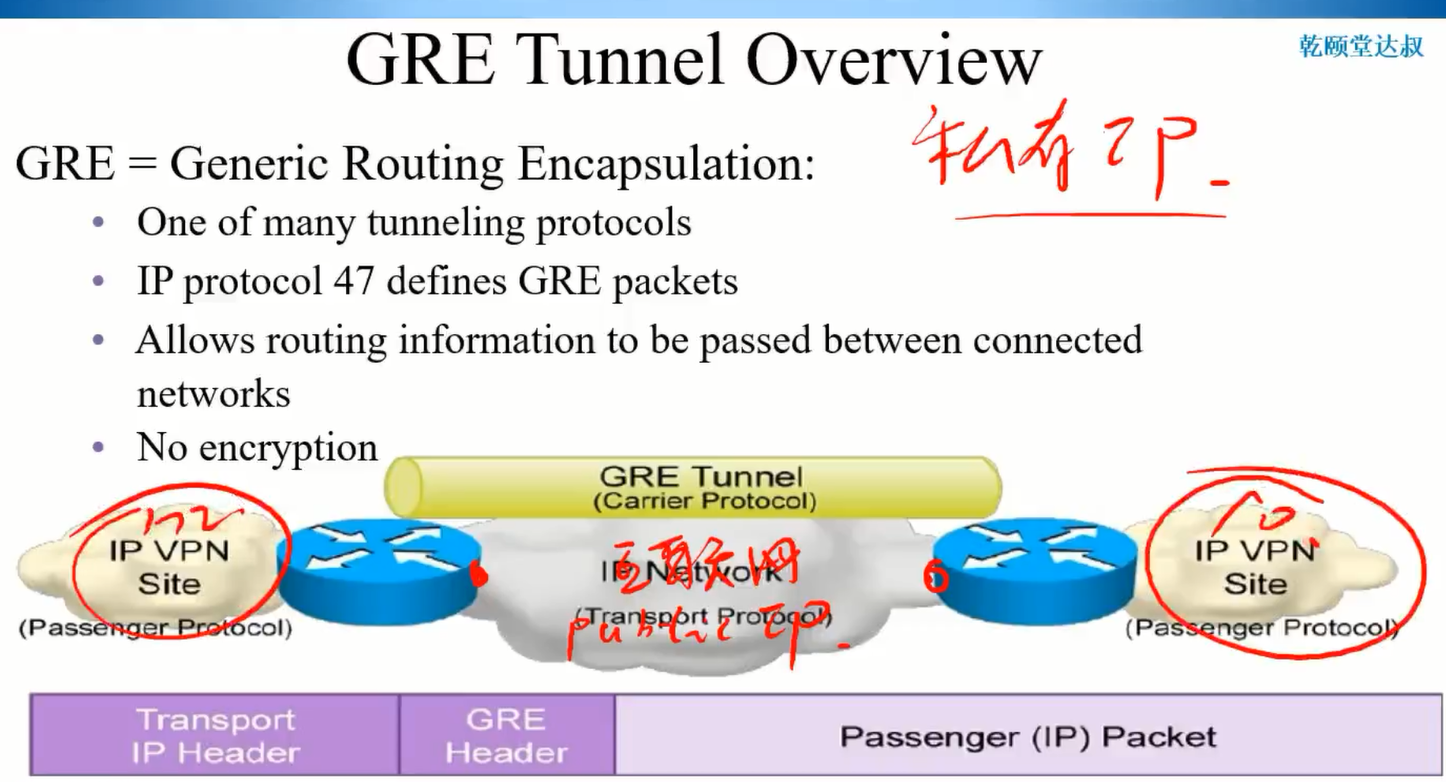 GRE Tunnel Overview
乾颐堂达叔
私有IP
GRE = Generic Routing Encapsulation:
• One of many tunneling protocols
• IP protocol 47 defines GRE packets
• Allows routing information to be passed between connected
networks
• No encryption
GRE Tunnel
(Carrier Protocol)
172
IP VPN
Site
(Passenger Protocol)
互联网
IP Network
(Transport Protocol)
public IP
10
IP VPN
Site
(Passenger Protocol)
Transport
IP Header
GRE
Header
Passenger (IP) Packet